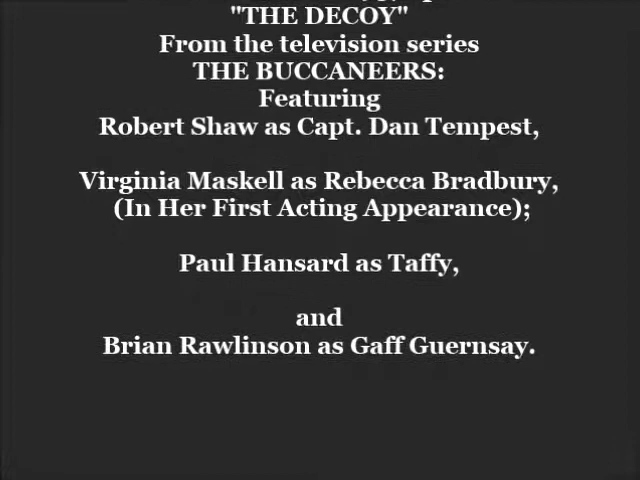 "THE DECOY"
From the television series
THE BUCCANEERS:
Featuring
Robert Shaw as Capt. Dan Tempest,
Virginia Maskell as Rebecca Bradbury,
(In Her First Acting Appearance);
Paul Hansard as Taffy,
and
Brian Rawlinson as Gaff Guernsay.